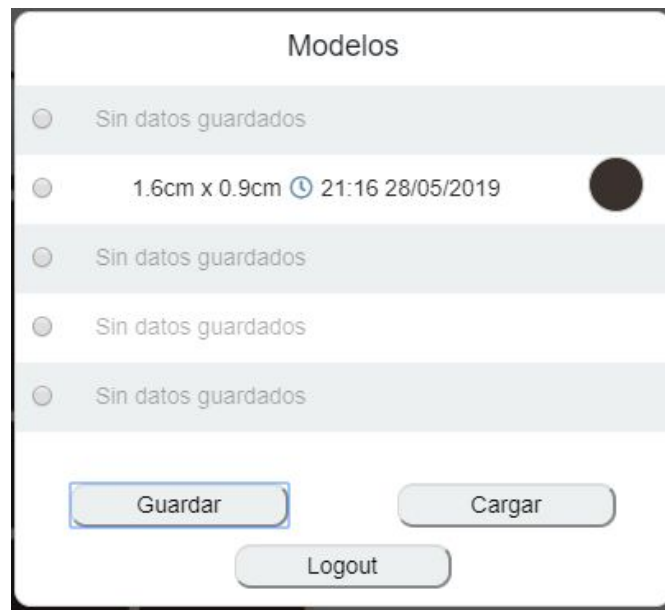 Modelos
Sin datos guardados
1.6cm x 0.9cm 21:16 28/05/2019
Sin datos guardados
Sin datos guardados
Sin datos guardados
Guardar Cargar
Logout